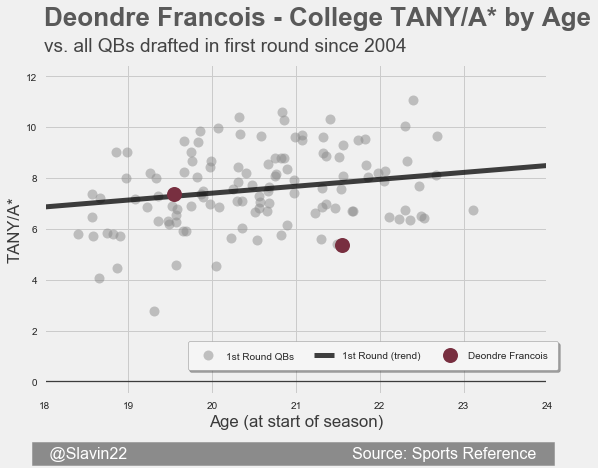 Deondre Francois - College TANY/A* by Age
vs. all QBs drafted in first round since 2004
12
10
8
6
4
2
0
TANY/A*
1st Round QBs
1st Round (trend)
Deondre Francois
18
19
20
21
22
23
24
Age (at start of season)
@Slavin22
Source: Sports Reference